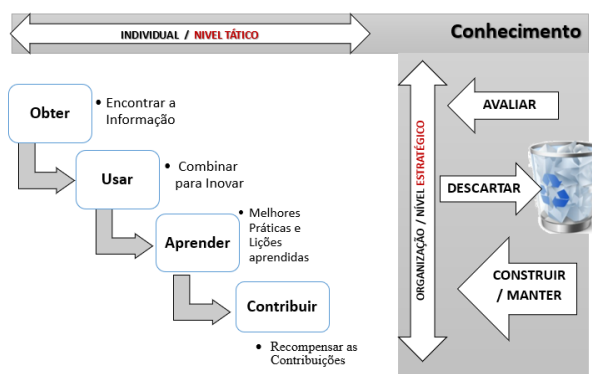 INDIVIDUAL / NIVEL TÁTICO
Conhecimento
Obter
• Encontrar a
Informação
Usar
• Combinar
para Inovar
Aprender
• Melhores
Práticas e
Lições
aprendidas
Contribuir
• Recompensar as
Contribuições
ORGANIZAÇÃO / NÍVEL ESTRATÉGICO
AVALIAR
DESCARTAR
CONSTRUIR
/ MANTER